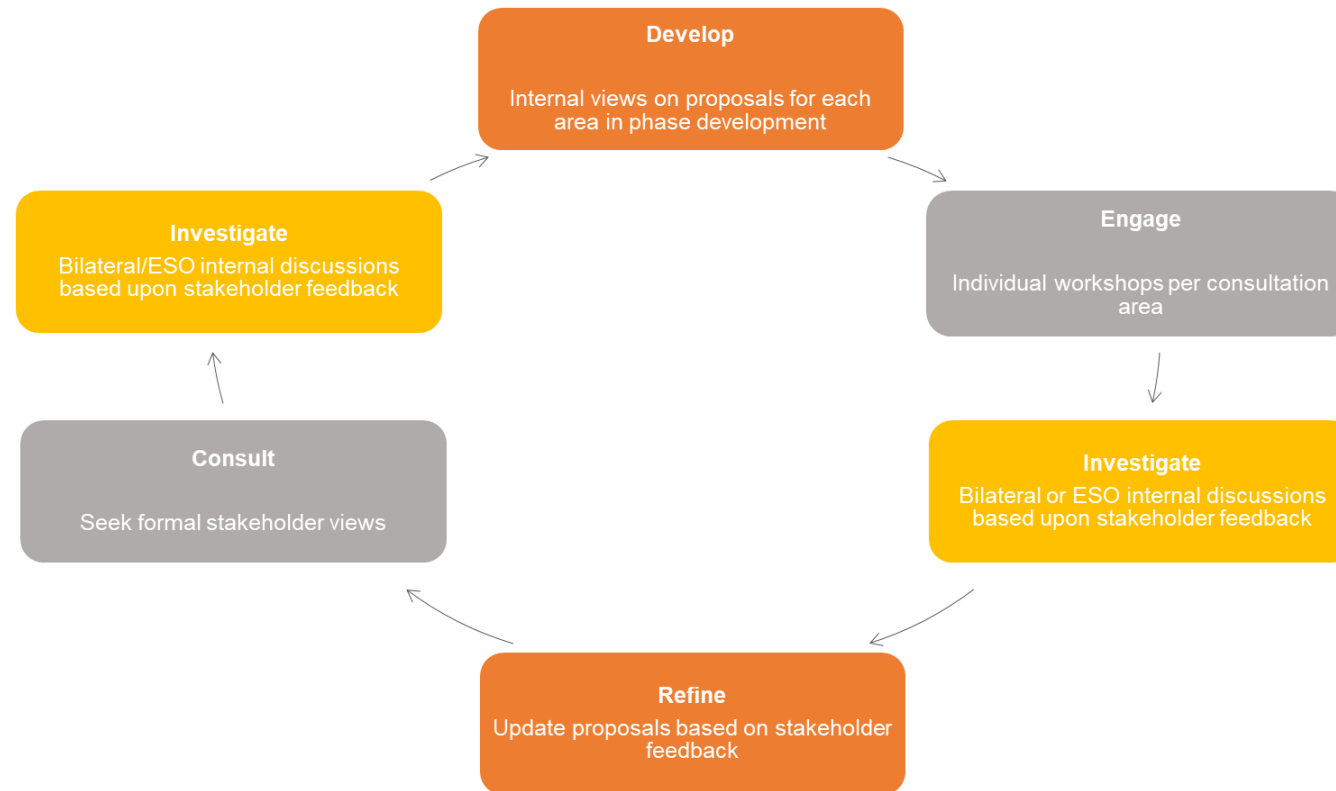 Develop
Internal views on proposals for each
area in phase development
Engage
Individual workshops per consultation
area
Investigate
Bilateral or ESO internal discussions
based upon stakeholder feedback
Refine
Update proposals based on stakeholder
feedback
Consult
Seek formal stakeholder views
Investigate
Bilateral/ESO internal discussions
based upon stakeholder feedback